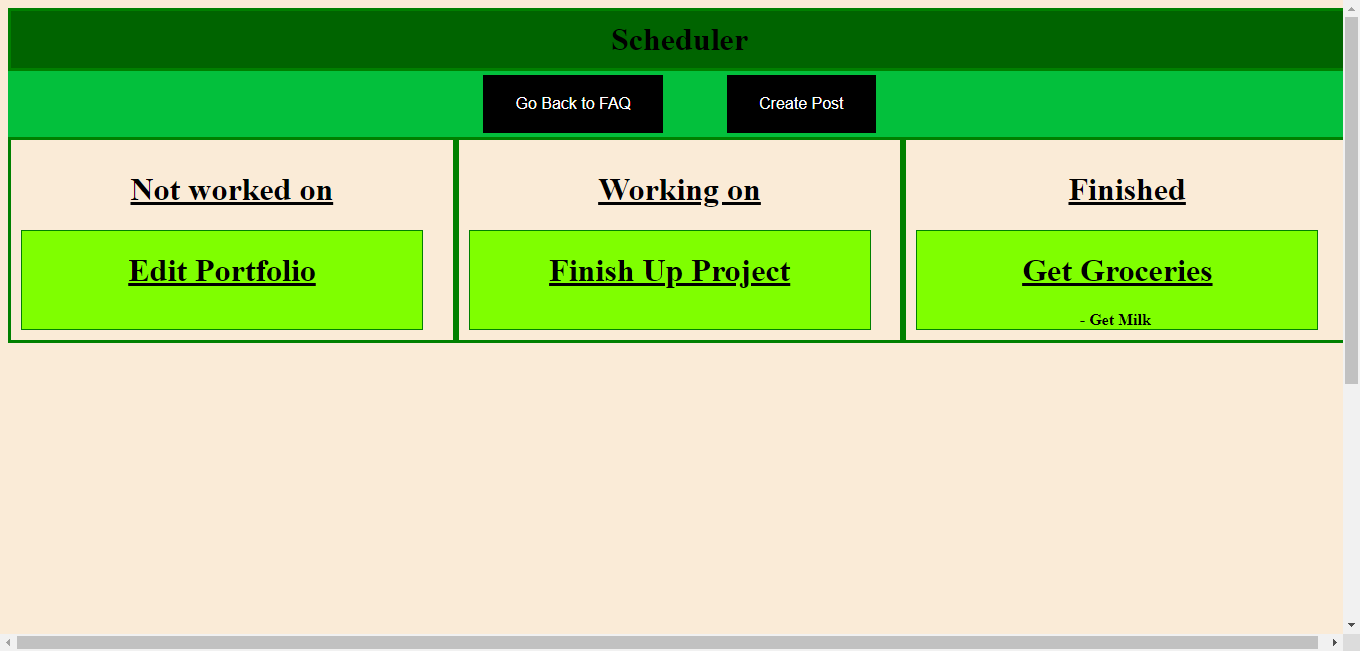 Scheduler
Go Back to FAQ
Create Post
Not worked on
Working on
Finished
Edit Portfolio
Finish Up Project
Get Groceries
- Get Milk